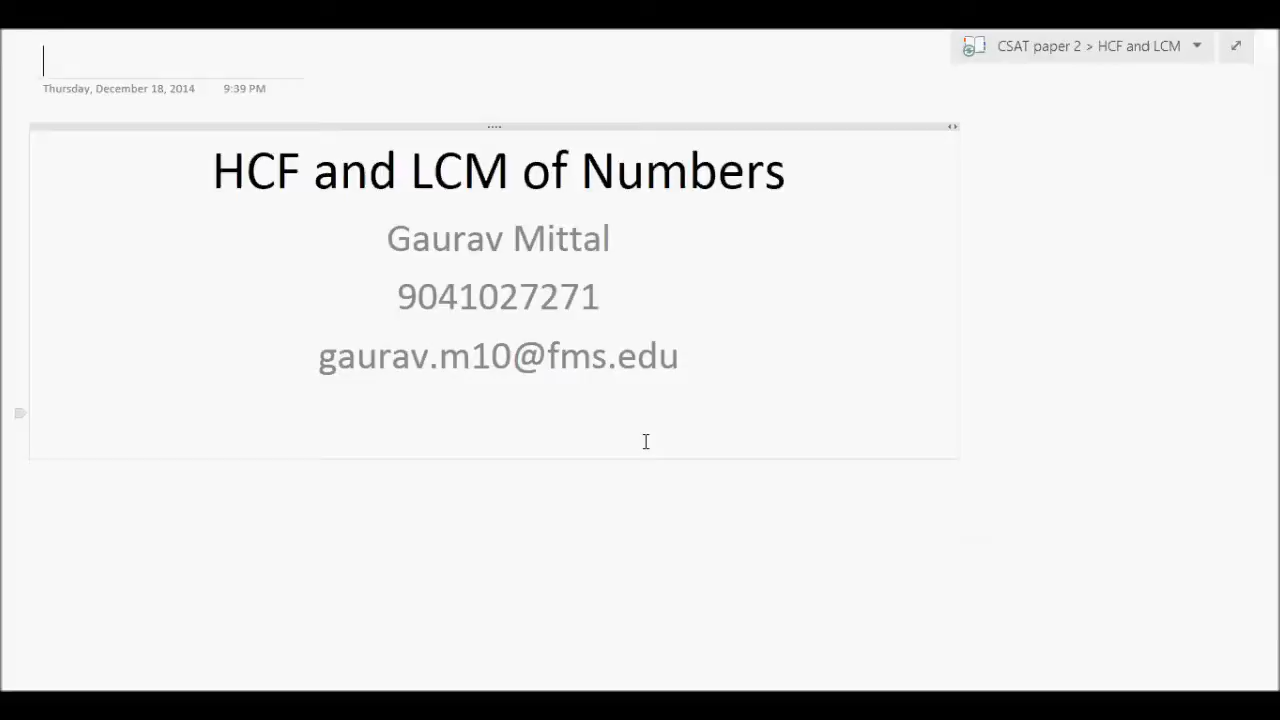 CSAT paper 2 > HCF and LCM
Thursday, December 18, 2014 9:39 PM
HCF and LCM of Numbers
Gaurav Mittal
9041027271
gaurav.m10@fms.edu